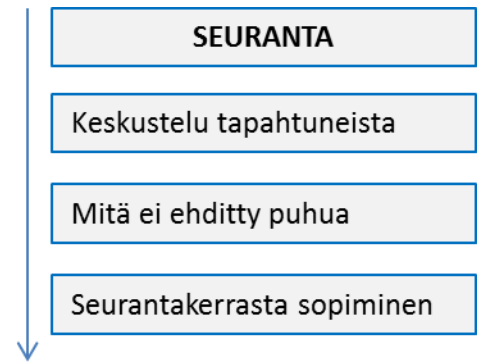 SEURANTA
Keskustelu tapahtuneista
Mitä ei ehditty puhua
Seurantakerrasta sopiminen